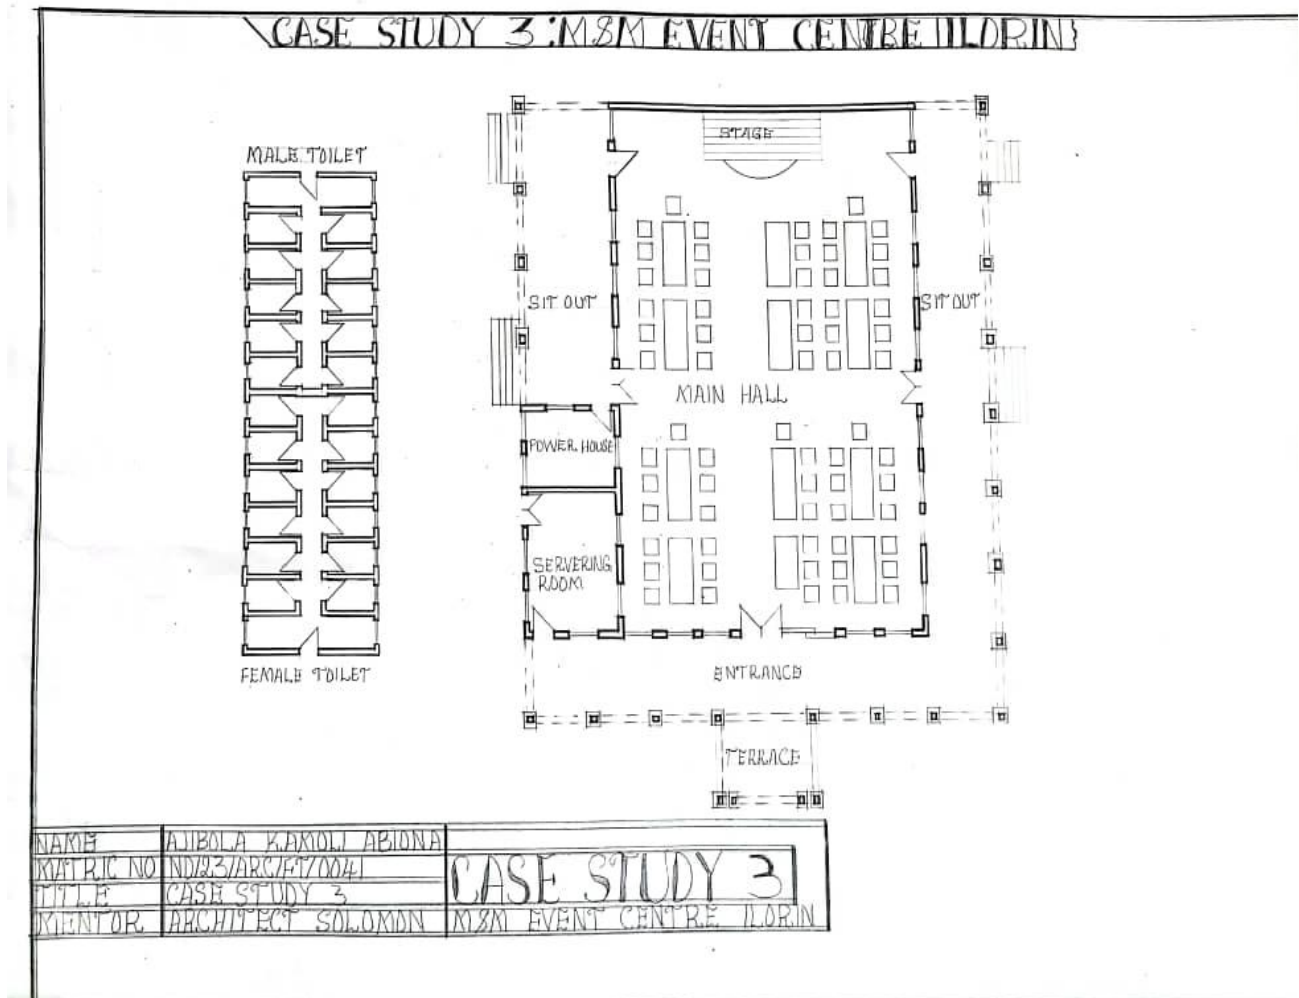 CASE STUDY 3: M&M EVENT CENTRE ILORIN
MALE TOILET
STAGE
SIT OUT
SIT OUT
MAIN HALL
POWER HOUSE
SERVERING
ROOM
ENTRANCE
FEMALE TOILET
TERRACE
NAME AJIBOLA KAMOLI ABIONA
MATRIC NO ND/23/ARC/FT/0041
TITLE CASE STUDY 3
MENTOR ARCHITECT SOLOMON
CASE STUDY 3
M&M EVENT CENTRE ILORIN